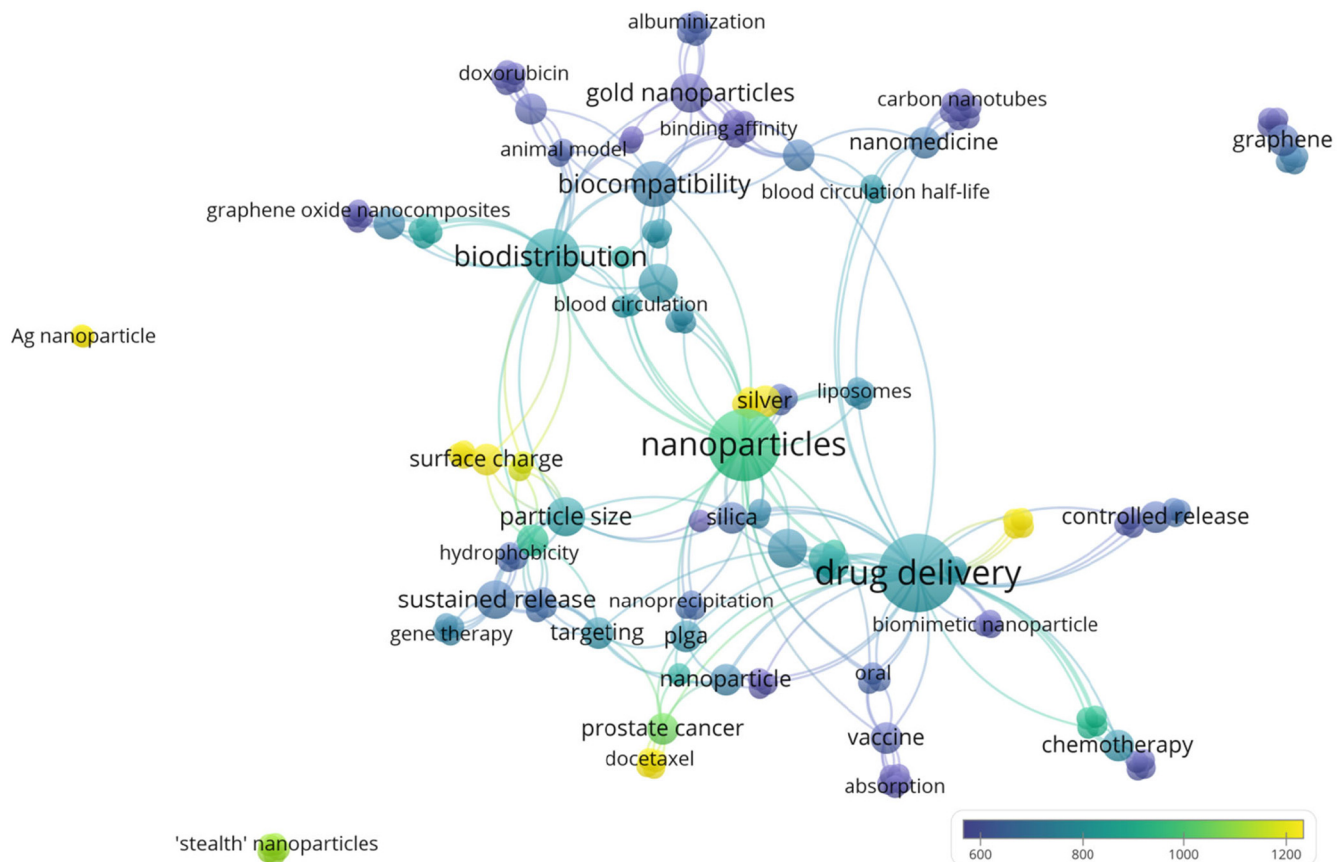 albuminization
doxorubicin
gold nanoparticles
carbon nanotubes
binding affinity
graphene
animal model
nanomedicine
biocompatibility
blood circulation half-life
graphene oxide nanocomposites
biodistribution
blood circulation
Ag nanoparticle
liposomes
silver
nanoparticles
surface charge
particle size
silica
controlled release
hydrophobicity
drug delivery
sustained release
nanoprecipitation
biomimetic nanoparticle
gene therapy
targeting
plga
nanoparticle
oral
prostate cancer
vaccine
chemotherapy
docetaxel
absorption
'stealth' nanoparticles
600 800 1000 1200